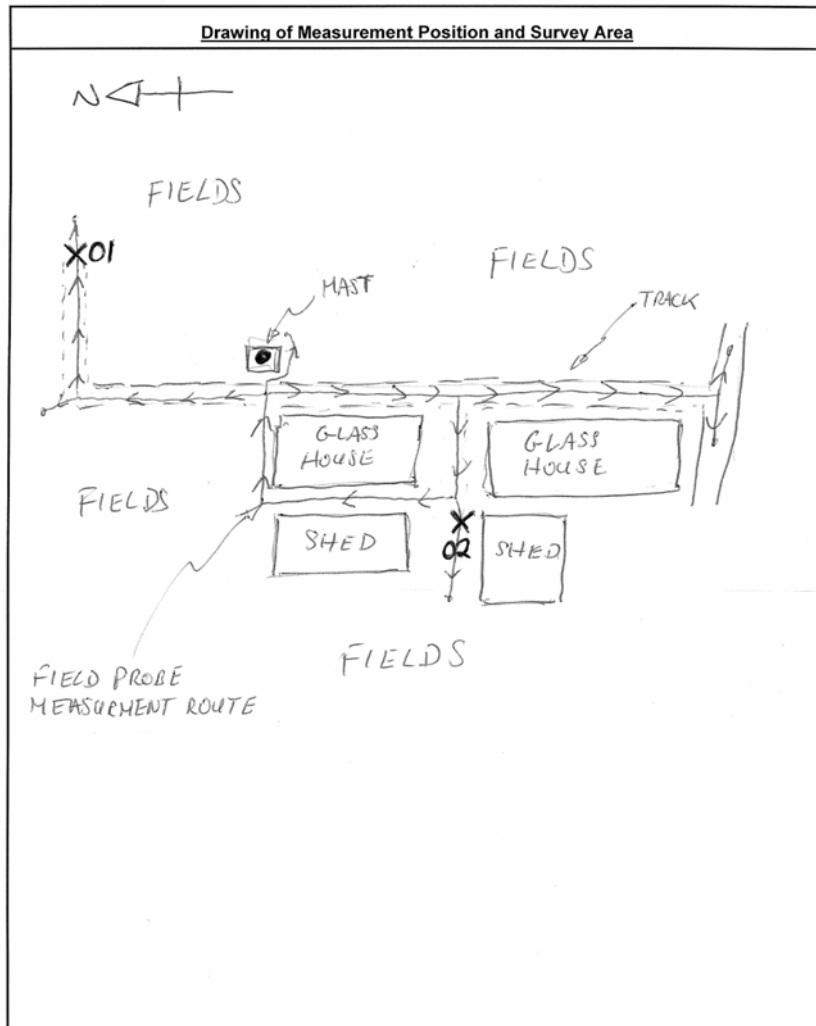 Drawing of Measurement Position and Survey Area
N
FIELDS
01
FIELDS
MAST
TRACK
GLASS
HOUSE
GLASS
HOUSE
FIELDS
SHED
02
SHED
FIELDS
FIELD PROBE
MEASURMENT ROUTE